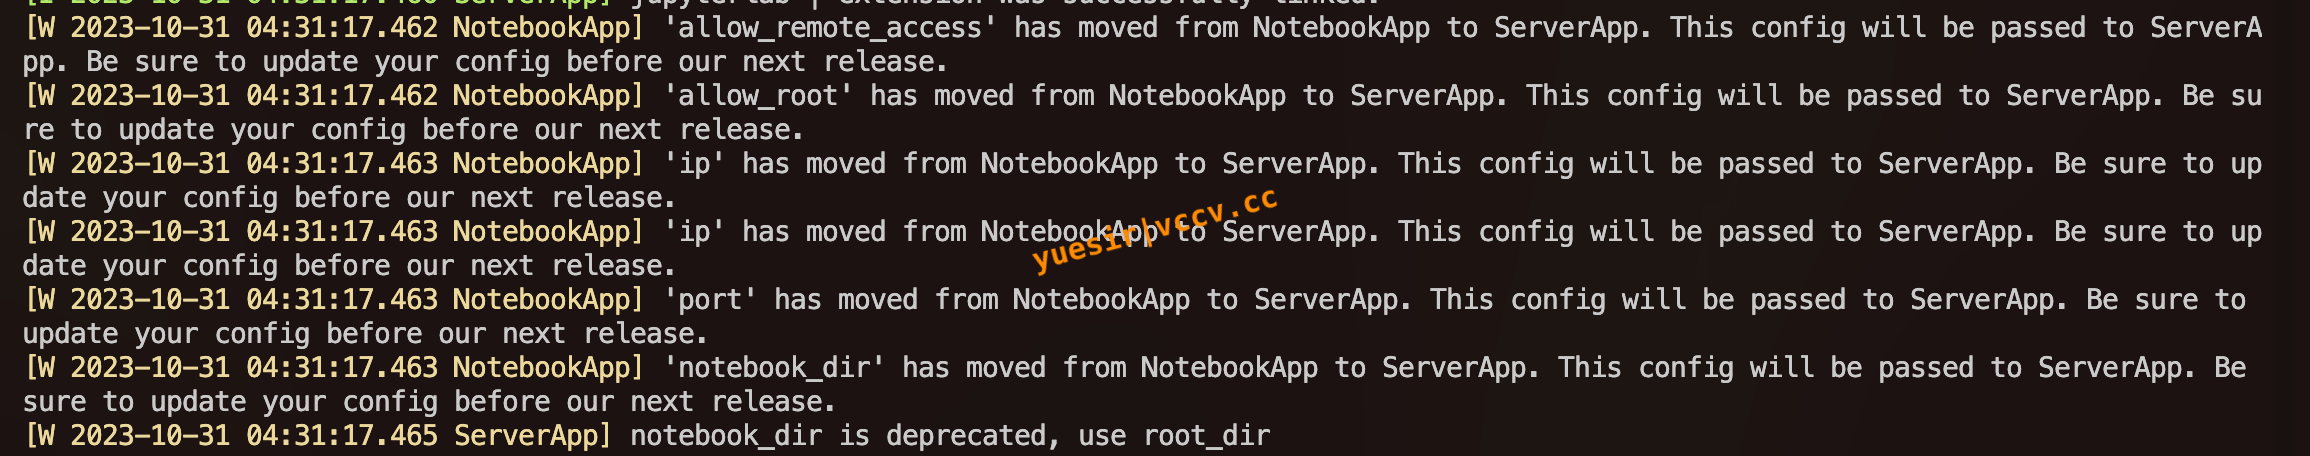 [I 2023-10-31 04:31:17.460 ServerApp] jupyterlab | extension was successfully linked.
[W 2023-10-31 04:31:17.462 NotebookApp] 'allow_remote_access' has moved from NotebookApp to ServerApp. This config will be passed to ServerA
pp. Be sure to update your config before our next release.
[W 2023-10-31 04:31:17.462 NotebookApp] 'allow_root' has moved from NotebookApp to ServerApp. This config will be passed to ServerApp. Be su
re to update your config before our next release.
[W 2023-10-31 04:31:17.463 NotebookApp] 'ip' has moved from NotebookApp to ServerApp. This config will be passed to ServerApp. Be sure to up
date your config before our next release.
[W 2023-10-31 04:31:17.463 NotebookApp] 'ip' has moved from NotebookApp to ServerApp. This config will be passed to ServerApp. Be sure to up
date your config before our next release.
yuesir|vccv.cc
[W 2023-10-31 04:31:17.463 NotebookApp] 'port' has moved from NotebookApp to ServerApp. This config will be passed to ServerApp. Be sure to
update your config before our next release.
[W 2023-10-31 04:31:17.463 NotebookApp] 'notebook_dir' has moved from NotebookApp to ServerApp. This config will be passed to ServerApp. Be
sure to update your config before our next release.
[W 2023-10-31 04:31:17.465 ServerApp] notebook_dir is deprecated, use root_dir